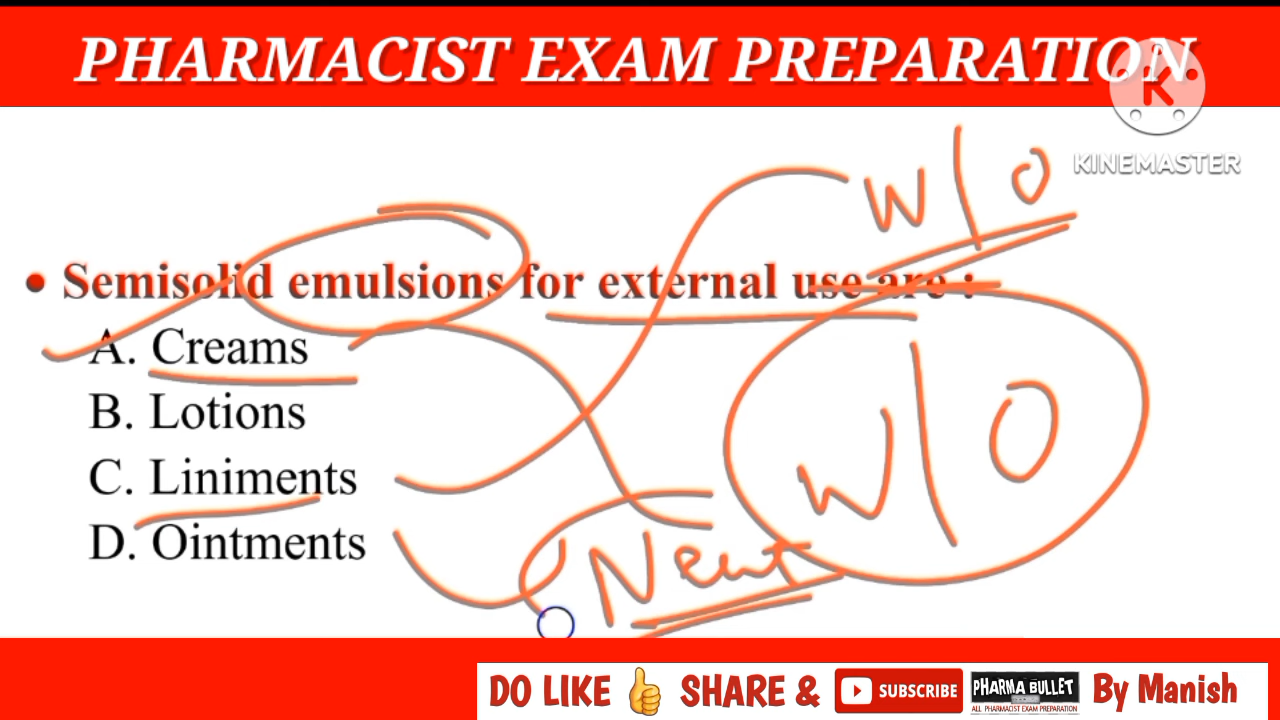 PHARMACIST EXAM PREPARATION
K
KINEMASTER
W/O
• Semisolid emulsions for external use are :
A. Creams
B. Lotions
C. Liniments
D. Ointments
W/O
DO LIKE SHARE & SUBSCRIBE PHARMA BULLET By Manish
ALL PHARMACIST EXAM PREPARATION